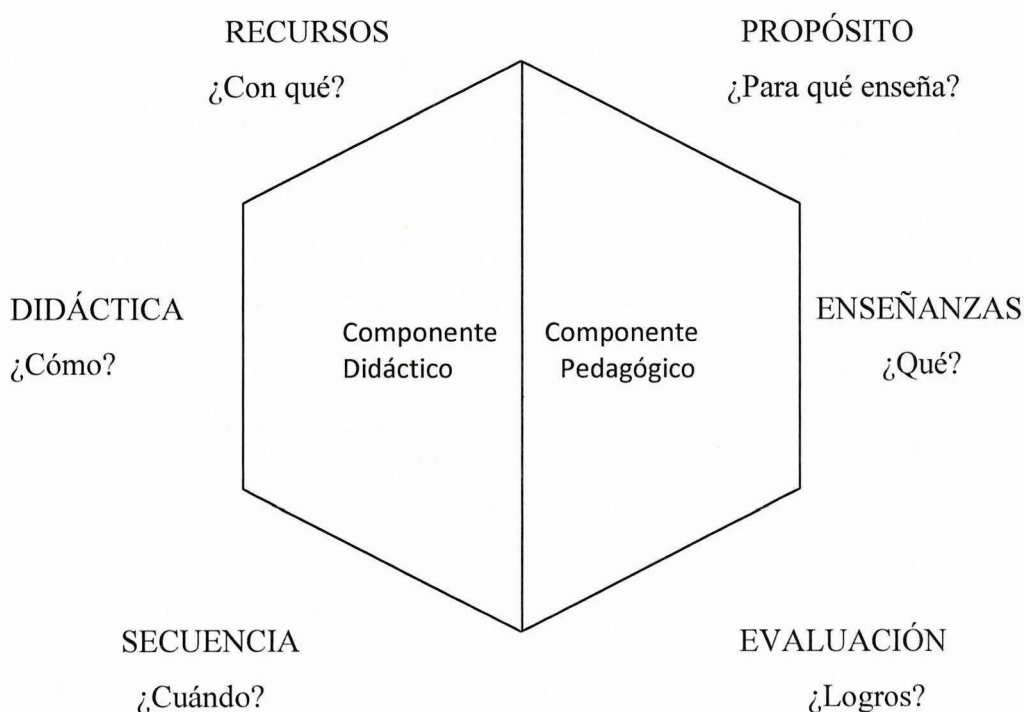 RECURSOS
¿Con qué?
PROPÓSITO
¿Para qué enseña?
DIDÁCTICA
¿Cómo?
Componente
Didáctico
Componente
Pedagógico
ENSEÑANZAS
¿Qué?
SECUENCIA
¿Cuándo?
EVALUACIÓN
¿Logros?